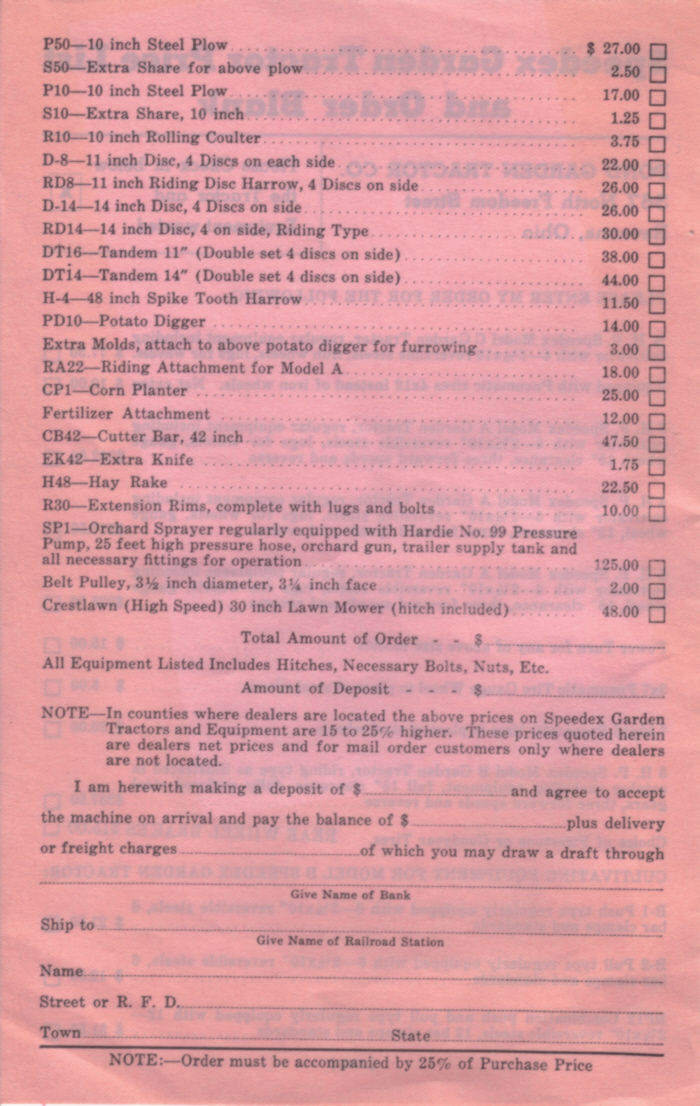 P50—10 inch Steel Plow $ 27.00
S50—Extra Share for above plow 2.50
P10—10 inch Steel Plow 17.00
S10—Extra Share, 10 inch 1.25
R10—10 inch Rolling Coulter 3.75
D-8—11 inch Disc, 4 Discs on each side 22.00
RD8—11 inch Riding Disc Harrow, 4 Discs on side 26.00
D-14—14 inch Disc, 4 Discs on side 26.00
RD14—14 inch Disc, 4 on side, Riding Type 30.00
DT16—Tandem 11″ (Double set 4 discs on side) 38.00
DT14—Tandem 14″ (Double set 4 discs on side) 44.00
H-4—48 inch Spike Tooth Harrow 11.50
PD10—Potato Digger 14.00
Extra Molds, attach to above potato digger for furrowing 3.00
RA22—Riding Attachment for Model A 18.00
CP1—Corn Planter 25.00
Fertilizer Attachment 12.00
CB42—Cutter Bar, 42 inch 47.50
EK42—Extra Knife 1.75
H48—Hay Rake 22.50
R30—Extension Rims, complete with lugs and bolts 10.00
SP1—Orchard Sprayer regularly equipped with Hardie No. 99 Pressure
Pump, 25 feet high pressure hose, orchard gun, trailer supply tank and
all necessary fittings for operation 125.00
Belt Pulley, 3½ inch diameter, 3¼ inch face 2.00
Crestlawn (High Speed) 30 inch Lawn Mower (hitch included) 48.00
Total Amount of Order - - $
All Equipment Listed Includes Hitches, Necessary Bolts, Nuts, Etc.
Amount of Deposit - - $
NOTE—In counties where dealers are located the above prices on Speedex Garden
Tractors and Equipment are 15 to 25% higher. These prices quoted herein
are dealers net prices and for mail order customers only where dealers
are not located.
I am herewith making a deposit of $ and agree to accept
the machine on arrival and pay the balance of $ plus delivery
or freight charges of which you may draw a draft through
Give Name of Bank
Ship to
Give Name of Railroad Station
Name
Street or R. F. D.
Town State
NOTE:—Order must be accompanied by 25% of Purchase Price